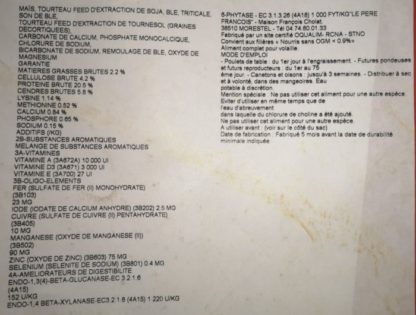 MAÏS, TOURTEAU FEED D'EXTRACTION DE SOJA, BLE, TRITICALE,
SON DE BLE,
TOURTEAU FEED D'EXTRACTION DE TOURNESOL (GRAINES
DECORTIQUEES),
CARBONATE DE CALCIUM, PHOSPHATE MONOCALCIQUE,
CHLORURE DE SODIUM,
BICARBONATE DE SODIUM, REMOULAGE DE BLE, OXYDE DE
MAGNESIUM
GARANTIE
MATIERES GRASSES BRUTES 2.2 %
CELLULOSE BRUTE 4.2 %
PROTEINE BRUTE 20.5 %
CENDRES BRUTES 5.8 %
LYSINE 1.14 %
METHIONINE 0.52 %
CALCIUM 0.84 %
PHOSPHORE 0.65 %
SODIUM 0.15 %
ADDITIFS (/KG)
2B-SUBSTANCES AROMATIQUES
MELANGE DE SUBSTANCES AROMATIQUES
3A-VITAMINES
VITAMINE A (3A672A) 10 000 UI
VITAMINE D3 (3A671) 3 000 UI
VITAMINE E (3A700) 27 UI
3B-OLIGO-ELEMENTS
FER (SULFATE DE FER (II) MONOHYDRATE)
(3B103)
23 MG
IODE (IODATE DE CALCIUM ANHYDRE) (3B202) 2.5 MG
CUIVRE (SULFATE DE CUIVRE (II) PENTAHYDRATE)
(3B405)
10 MG
MANGANESE (OXYDE DE MANGANESE (II))
(3B502)
90 MG
ZINC (OXYDE DE ZINC) (3B603) 75 MG
SELENIUM (SELENITE DE SODIUM) (3B801) 0.4 MG
4A-AMELIORATEURS DE DIGESTIBILITE
ENDO-1,3(4)-BETA-GLUCANASE-EC 3.2.1.6
(4A15)
152 U/KG
ENDO-1,4 BETA-XYLANASE-EC3.2.1.8 (4A15) 1 220 U/KG
6-PHYTASE - EC 3.1.3.26 (4A18) 1 000 FYT/KG"LE PERE
FRANCOIS" - Maison François Cholat
38510 MORESTEL - Tél 04.74.80.01.33
Fabriqué par un site certifié OQUALIM- RCNA - STNO
Convient aux filières « Nourris sans OGM < 0.9%»
Aliment complet pour volaille
MODE D'EMPLOI
- Poulets de table : du 1er jour à l'engraissement. - Futures pondeuses
et futurs reproducteurs : du 1er au 75
ème jour. - Canetons et oisons : jusqu'à 3 semaines. - Distribuer à sec
et à volonté, dans des mangeoires. Eau
potable à discrétion.
Mention spéciale : Ne pas utiliser cet aliment pour une autre espèce.
Eviter d'utiliser en même temps que de
l'eau d'abreuvement
dans laquelle du chlorure de choline a été ajouté.
Ne pas utiliser cet aliment pour une autre espèce.
A utiliser avant : (voir sur le côté du sac)
Date de fabrication : Fabriqué 5 mois avant la date de durabilité
minimale indiquée